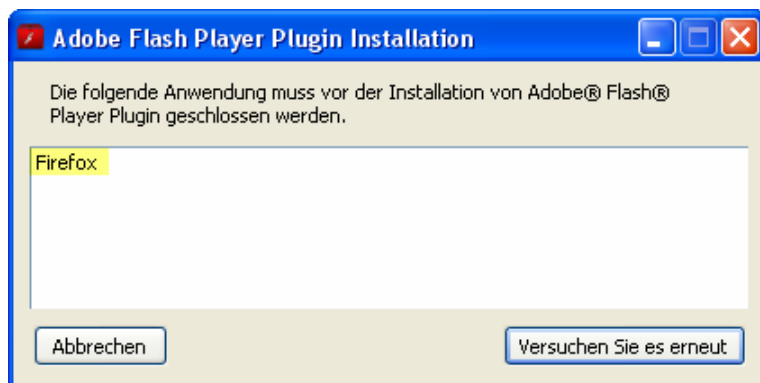 Adobe Flash Player Plugin Installation
Die folgende Anwendung muss vor der Installation von Adobe® Flash®
Player Plugin geschlossen werden.
Firefox
Abbrechen
Versuchen Sie es erneut